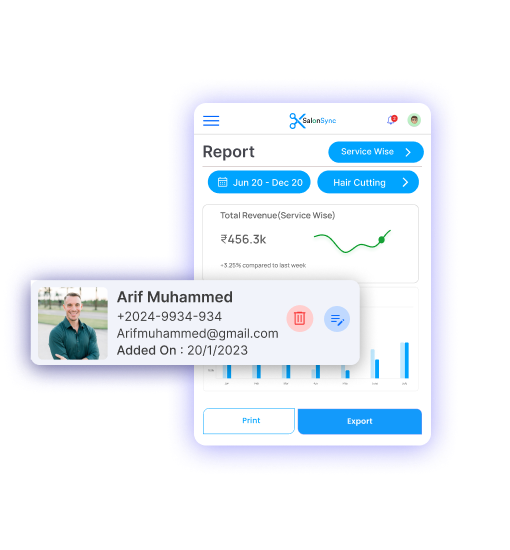 SalonSync
Report
Service Wise
Jun 20 - Dec 20
Hair Cutting
Total Revenue(Service Wise)
₹456.3k
+3.25% compared to last week
Arif Muhammed
+2024-9934-934
Arifmuhammed@gmail.com
Added On : 20/1/2023
Print
Export